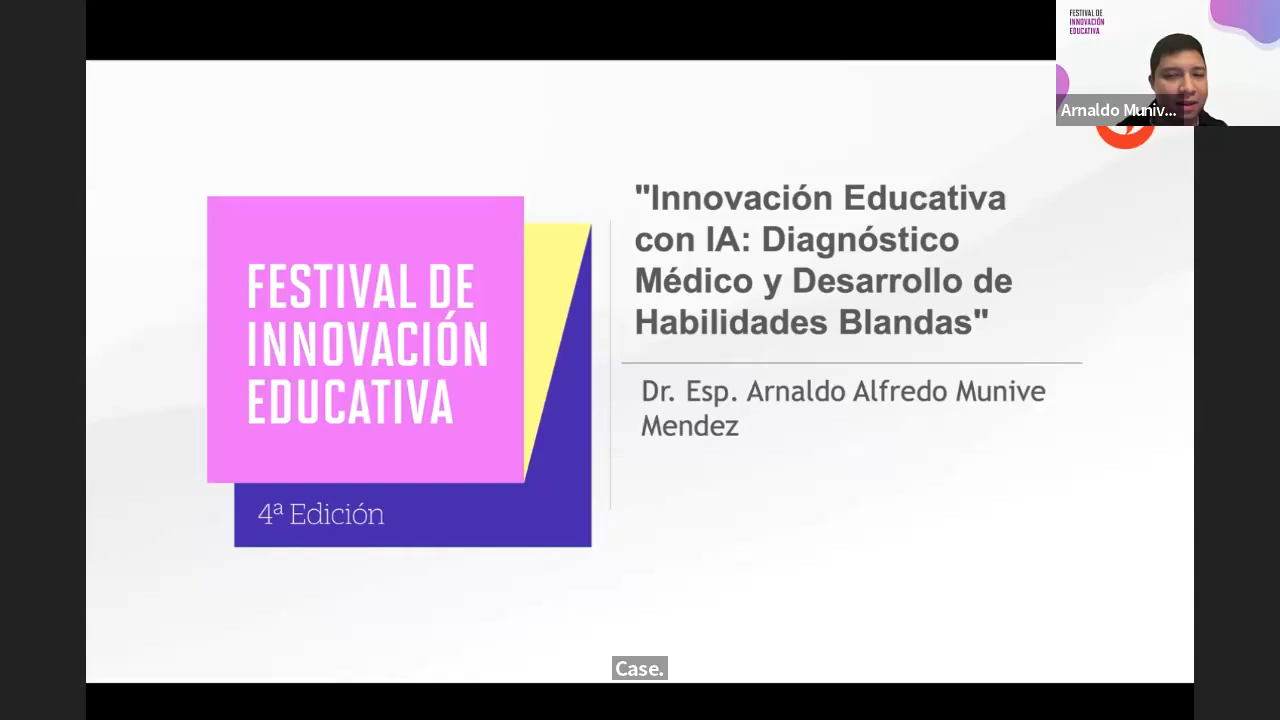 FESTIVAL DE
INNOVACIÓN
EDUCATIVA
Arnaldo Muniv...
"Innovación Educativa
con IA: Diagnóstico
Médico y Desarrollo de
Habilidades Blandas"
Dr. Esp. Arnaldo Alfredo Munive
Mendez
FESTIVAL DE
INNOVACIÓN
EDUCATIVA
4ª Edición
Case.